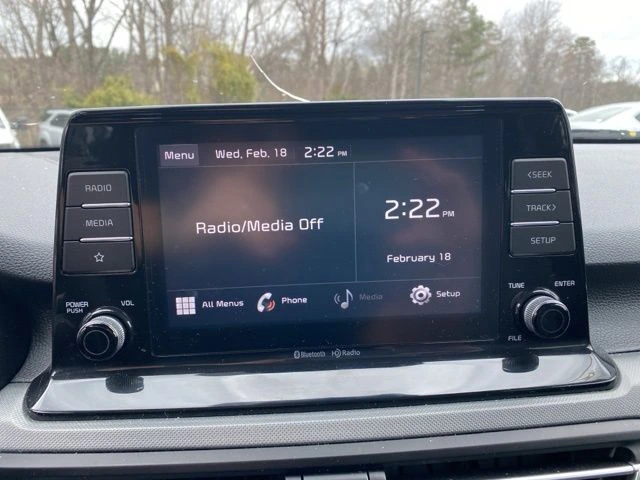 Menu Wed, Feb. 18 2:22 PM
RADIO
MEDIA
Radio/Media Off
2:22 PM
February 18
<SEEK
TRACK>
SETUP
All Menus Phone Media Setup
POWER PUSH VOL
TUNE ENTER
FILE
Bluetooth HD Radio